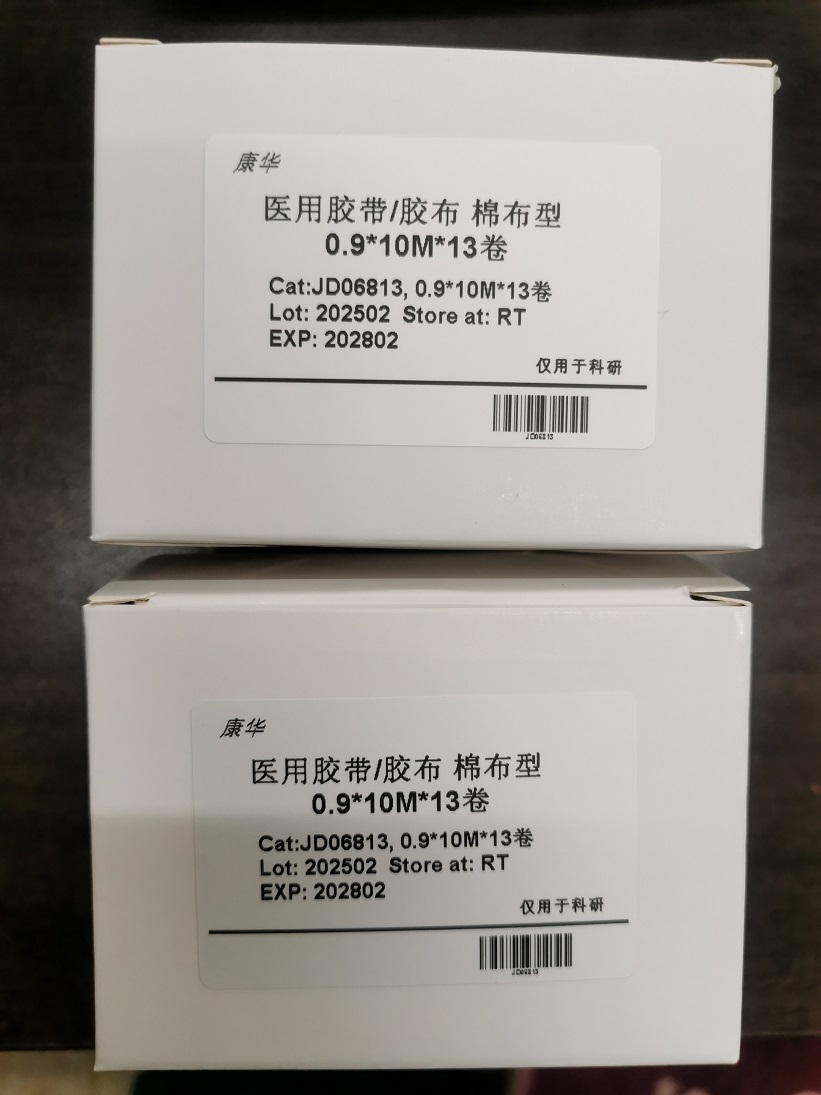 康华
医用胶带/胶布 棉布型
0.9*10M*13卷
Cat:JD06813, 0.9*10M*13卷
Lot: 202502 Store at: RT
EXP: 202802
仅用于科研
JD06813
康华
医用胶带/胶布 棉布型
0.9*10M*13卷
Cat:JD06813, 0.9*10M*13卷
Lot: 202502 Store at: RT
EXP: 202802
仅用于科研
JD06813